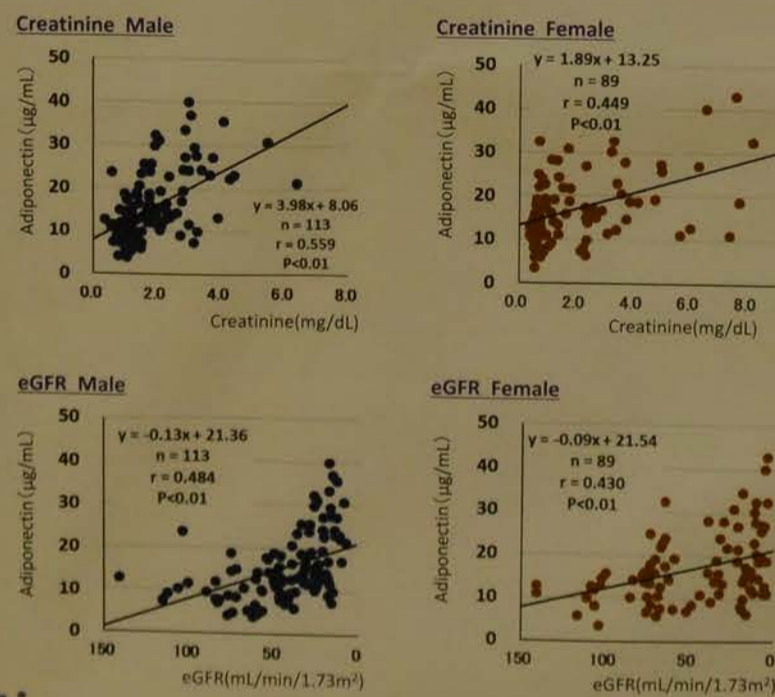 Creatinine Male
50
40
30
20
10
0
Adiponectin (μg/mL)
y = 3.98x + 8.06
n = 113
r = 0.559
P<0.01
0.0 2.0 4.0 6.0 8.0
Creatinine(mg/dL)
Creatinine Female
50
40
30
20
10
0
Adiponectin (μg/mL)
y = 1.89x + 13.25
n = 89
r = 0.449
P<0.01
0.0 2.0 4.0 6.0 8.0
Creatinine(mg/dL)
eGFR Male
50
40
30
20
10
0
Adiponectin (μg/mL)
y = -0.13x + 21.36
n = 113
r = 0.484
P<0.01
150 100 50 0
eGFR(mL/min/1.73m²)
eGFR Female
50
40
30
20
10
0
Adiponectin (μg/mL)
y = -0.09x + 21.54
n = 89
r = 0.430
P<0.01
150 100 50 0
eGFR(mL/min/1.73m²)